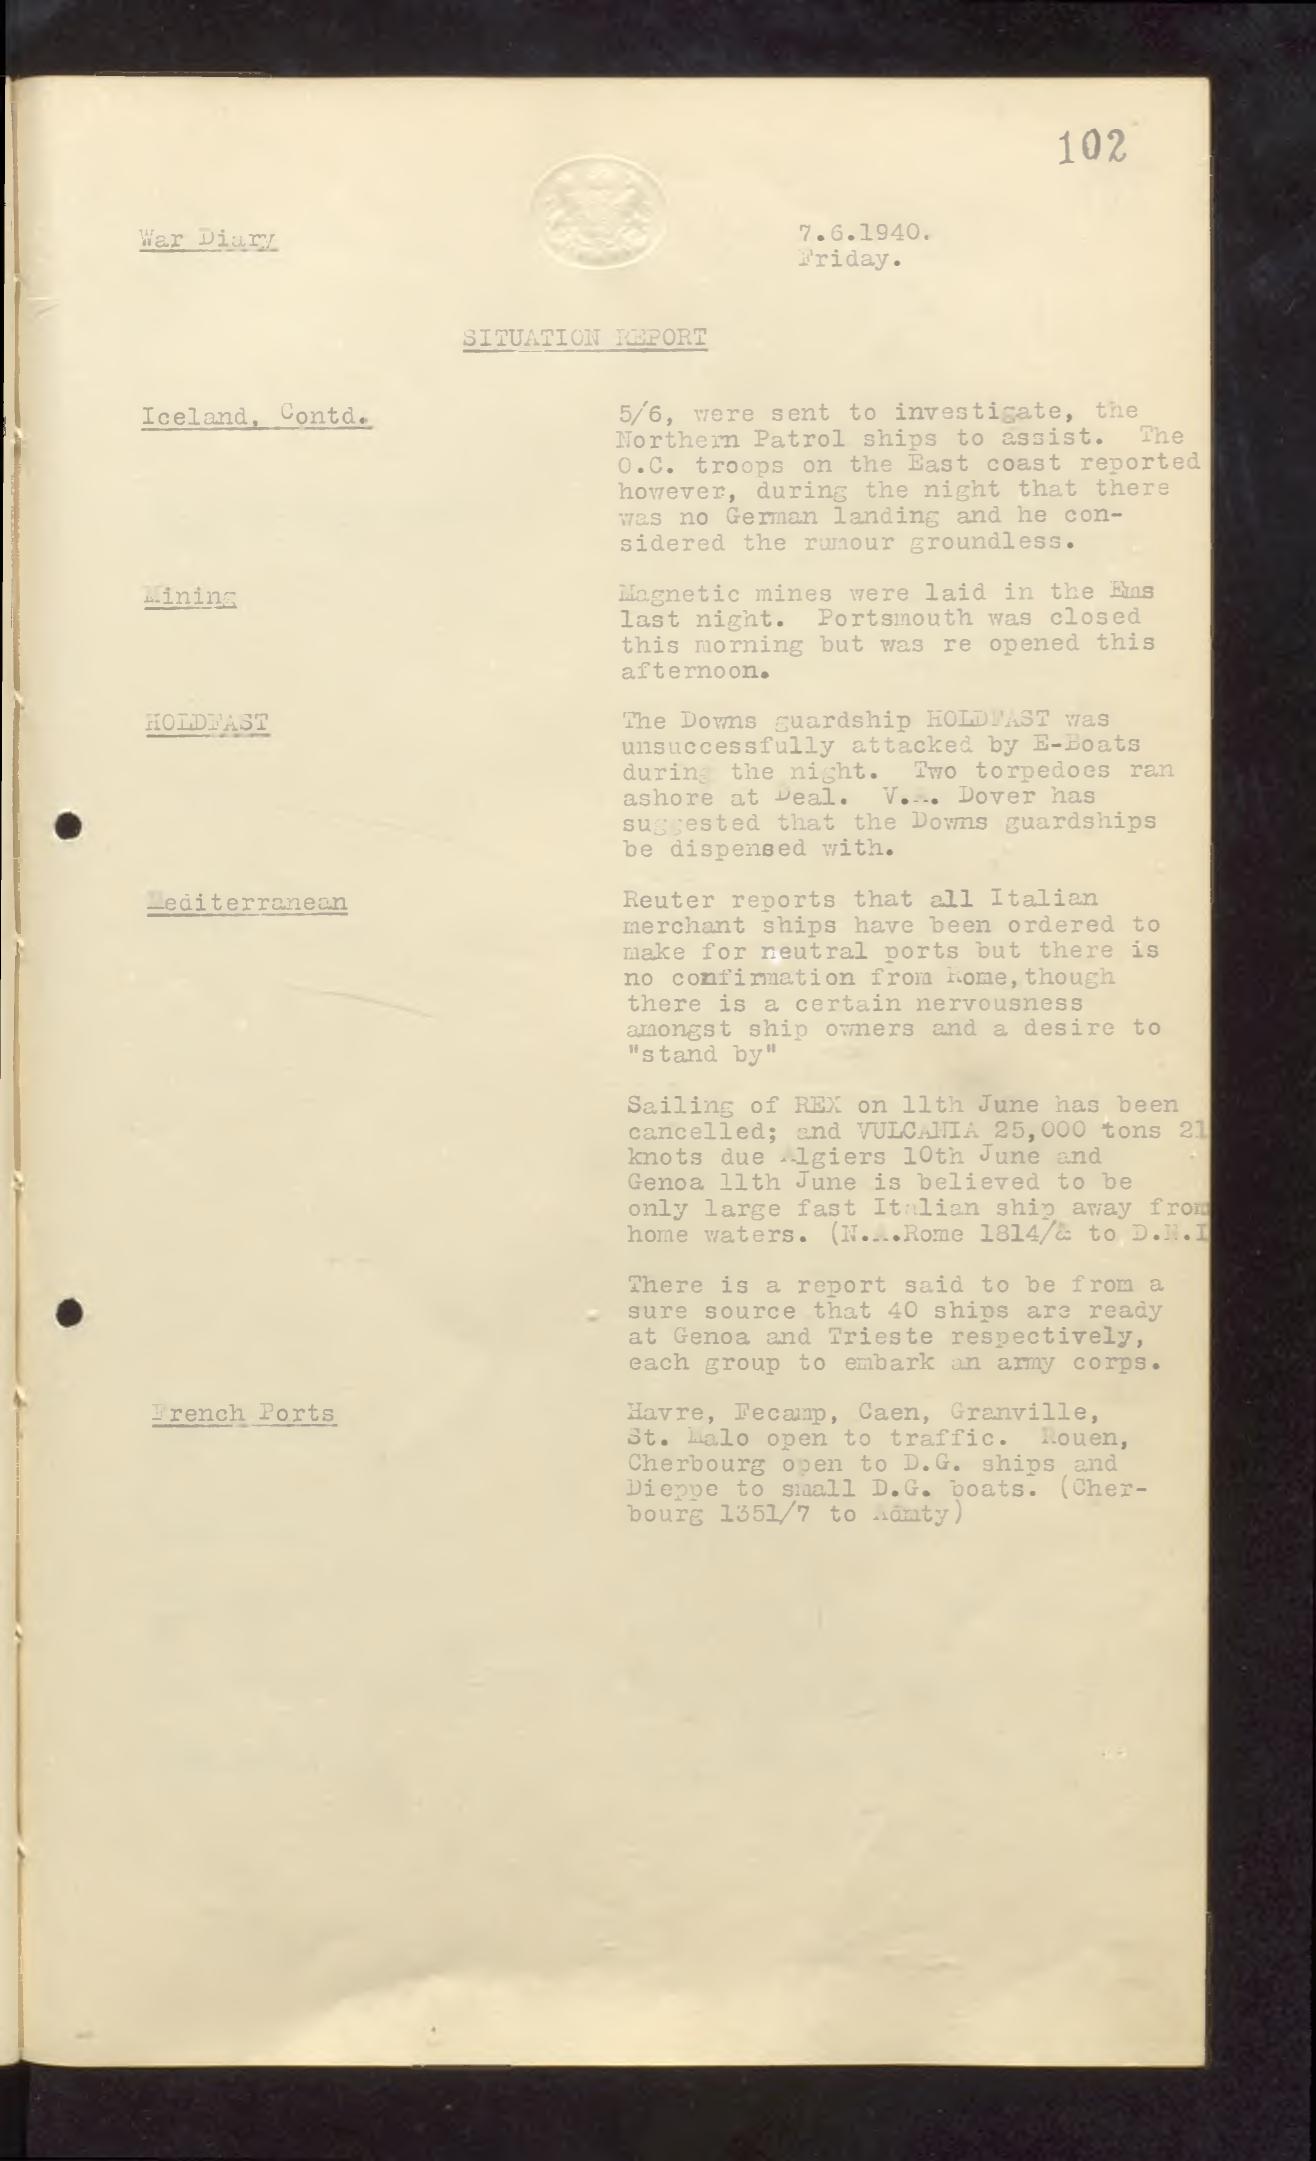 102
War Diary
7.6.1940.
Friday.
SITUATION REPORT
Iceland, Contd.
5/6, were sent to investigate, the
Northern Patrol ships to assist. The
O.C. troops on the East coast reported
however, during the night that there
was no German landing and he con-
sidered the rumour groundless.
Mining
Magnetic mines were laid in the Ems
last night. Portsmouth was closed
this morning but was re opened this
afternoon.
HOLDFAST
The Downs guardship HOLDFAST was
unsuccessfully attacked by E-Boats
during the night. Two torpedoes ran
ashore at Deal. V.A. Dover has
suggested that the Downs guardships
be dispensed with.
Mediterranean
Reuter reports that all Italian
merchant ships have been ordered to
make for neutral ports but there is
no confirmation from Rome, though
there is a certain nervousness
amongst ship owners and a desire to
"stand by"
Sailing of REX on 11th June has been
cancelled; and VULCANIA 25,000 tons 21
knots due Algiers 10th June and
Genoa 11th June is believed to be
only large fast Italian ship away from
home waters. (N.A.Rome to D.N.I
There is a report said to be from a
sure source that 40 ships are ready
at Genoa and Trieste respectively,
each group to embark an army corps.
French Ports
Havre, Fecamp, Caen, Granville,
St. Malo open to traffic. Rouen,
Cherbourg open to D.G. ships and
Dieppe to small D.G. boats. (Cher-
bourg 1351/7 to Admty)